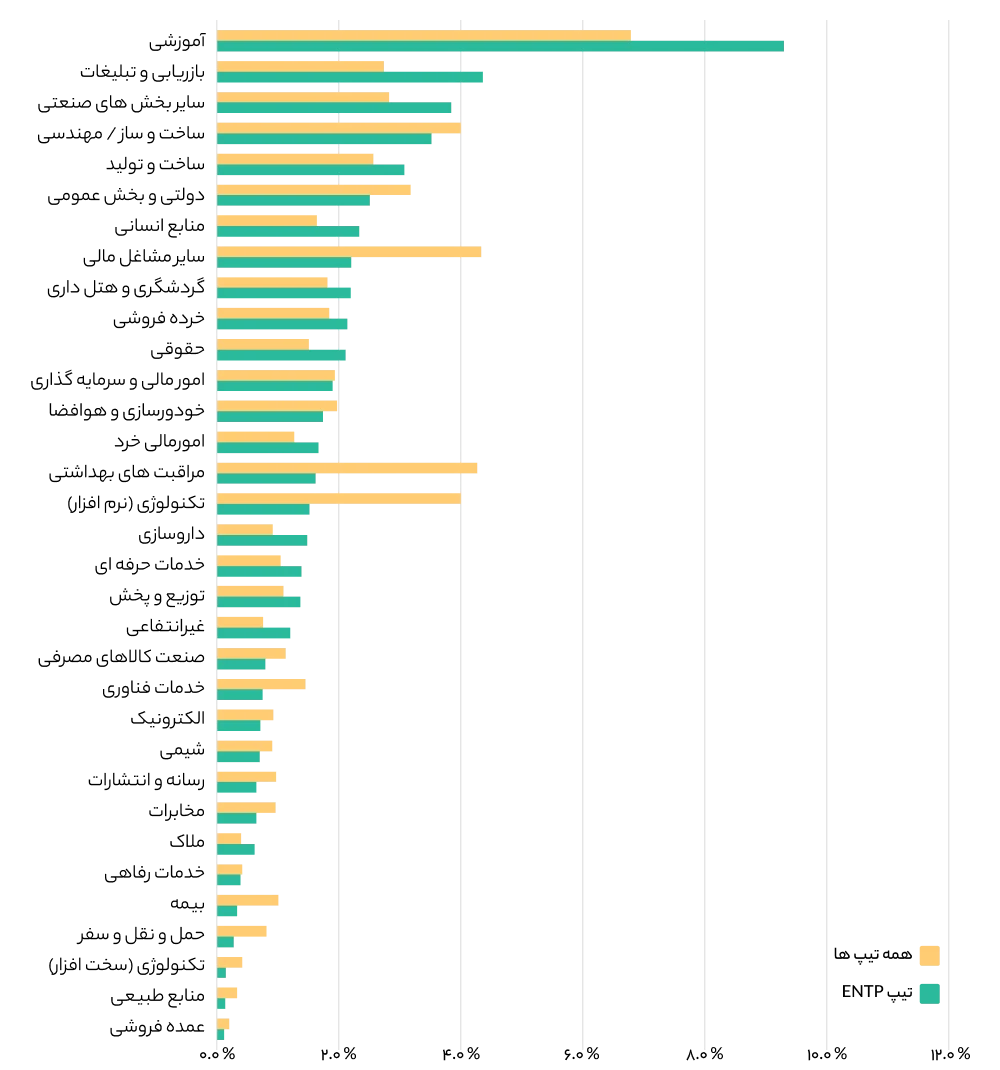 آموزشی
بازریابی و تبلیغات
سایر بخش های صنعتی
ساخت و ساز / مهندسی
ساخت و تولید
دولتی و بخش عمومی
منابع انسانی
سایر مشاغل مالی
گردشگری و هتل داری
خرده فروشی
حقوقی
امور مالی و سرمایه گذاری
خودورسازی و هوافضا
امورمالی خرد
مراقبت های بهداشتی
تکنولوژی (نرم افزار)
داروسازی
خدمات حرفه ای
توزیع و پخش
غیرانتفاعی
صنعت کالاهای مصرفی
خدمات فناوری
الکترونیک
شیمی
رسانه و انتشارات
مخابرات
ملاک
خدمات رفاهی
بیمه
حمل و نقل و سفر
تکنولوژی (سخت افزار)
منابع طبیعی
عمده فروشی
همه تیپ ها
تیپ ENTP
۰.۰ % ۲.۰ % ۴.۰ % ۶.۰ % ۸.۰ % ۱۰.۰ % ۱۲.۰ %